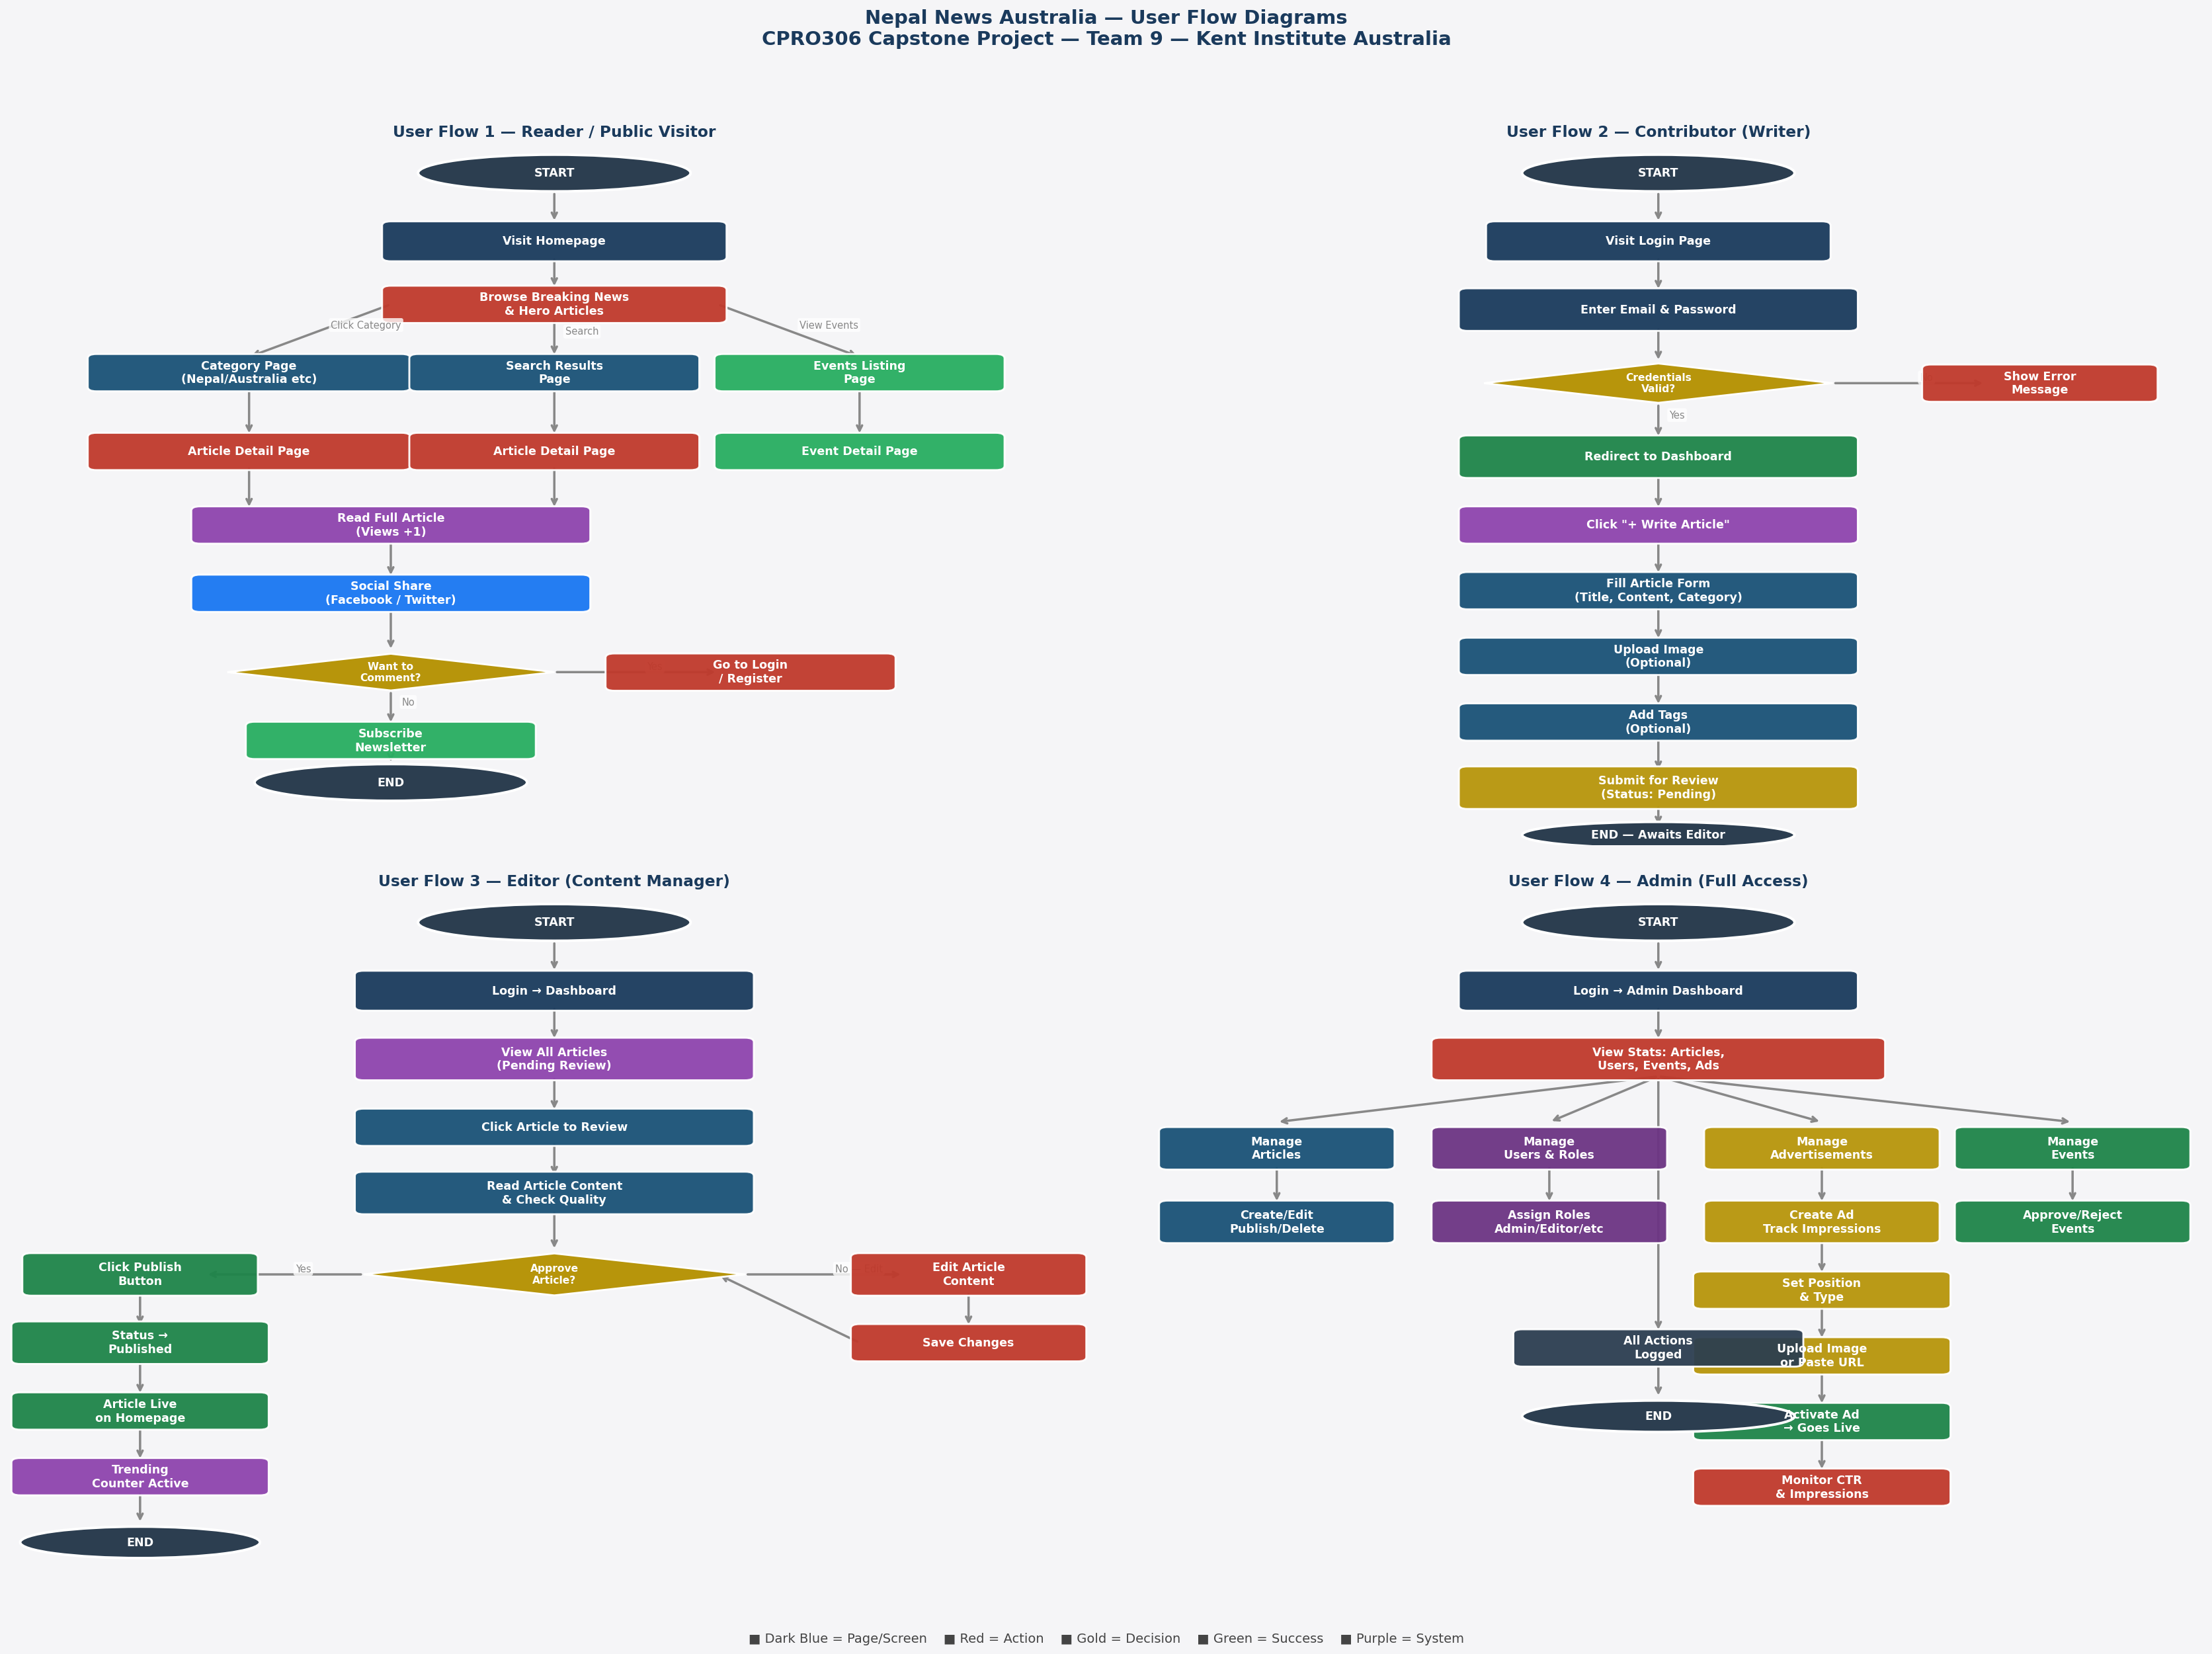 Nepal News Australia — User Flow Diagrams
CPRO306 Capstone Project — Team 9 — Kent Institute Australia
User Flow 1 — Reader / Public Visitor
START
Visit Homepage
Browse Breaking News
& Hero Articles
Click Category
Search
View Events
Category Page
(Nepal/Australia etc)
Search Results
Page
Events Listing
Page
Article Detail Page
Article Detail Page
Event Detail Page
Read Full Article
(Views +1)
Social Share
(Facebook / Twitter)
Want to
Comment?
Go to Login
/ Register
No
Subscribe
Newsletter
END
User Flow 2 — Contributor (Writer)
START
Visit Login Page
Enter Email & Password
Credentials
Valid?
Show Error
Message
Yes
Redirect to Dashboard
Click "+ Write Article"
Fill Article Form
(Title, Content, Category)
Upload Image
(Optional)
Add Tags
(Optional)
Submit for Review
(Status: Pending)
END — Awaits Editor
User Flow 3 — Editor (Content Manager)
START
Login → Dashboard
View All Articles
(Pending Review)
Click Article to Review
Read Article Content
& Check Quality
Approve
Article?
Yes
No
Click Publish
Button
Edit Article
Content
Status →
Published
Save Changes
Article Live
on Homepage
Trending
Counter Active
END
User Flow 4 — Admin (Full Access)
START
Login → Admin Dashboard
View Stats: Articles,
Users, Events, Ads
Manage
Articles
Manage
Users & Roles
Manage
Advertisements
Manage
Events
Create/Edit
Publish/Delete
Assign Roles
Admin/Editor/etc
Create Ad
Track Impressions
Approve/Reject
Events
Set Position
& Type
All Actions
Logged
Upload Image
or Paste URL
END
Activate Ad
→ Goes Live
Monitor CTR
& Impressions
■ Dark Blue = Page/Screen ■ Red = Action ■ Gold = Decision ■ Green = Success ■ Purple = System